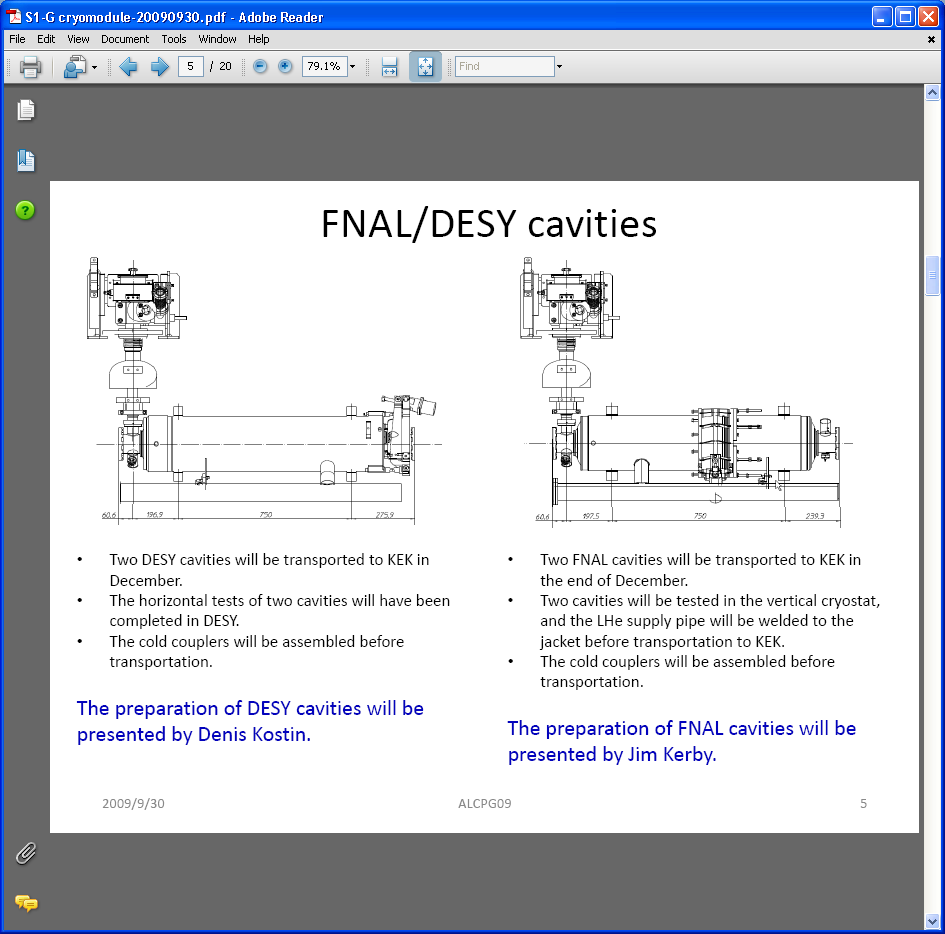 S1-G cryomodule-20090930.pdf - Adobe Reader
File Edit View Document Tools Window Help
5 / 20 79.1% Find
FNAL/DESY cavities
60.6 196.9 750 275.9
60.6 197.5 750 239.3
• Two DESY cavities will be transported to KEK in
December.
• The horizontal tests of two cavities will have been
completed in DESY.
• The cold couplers will be assembled before
transportation.
The preparation of DESY cavities will be
presented by Denis Kostin.
• Two FNAL cavities will be transported to KEK in
the end of December.
• Two cavities will be tested in the vertical cryostat,
and the LHe supply pipe will be welded to the
jacket before transportation to KEK.
• The cold couplers will be assembled before
transportation.
The preparation of FNAL cavities will be
presented by Jim Kerby.
2009/9/30 ALCPG09 5